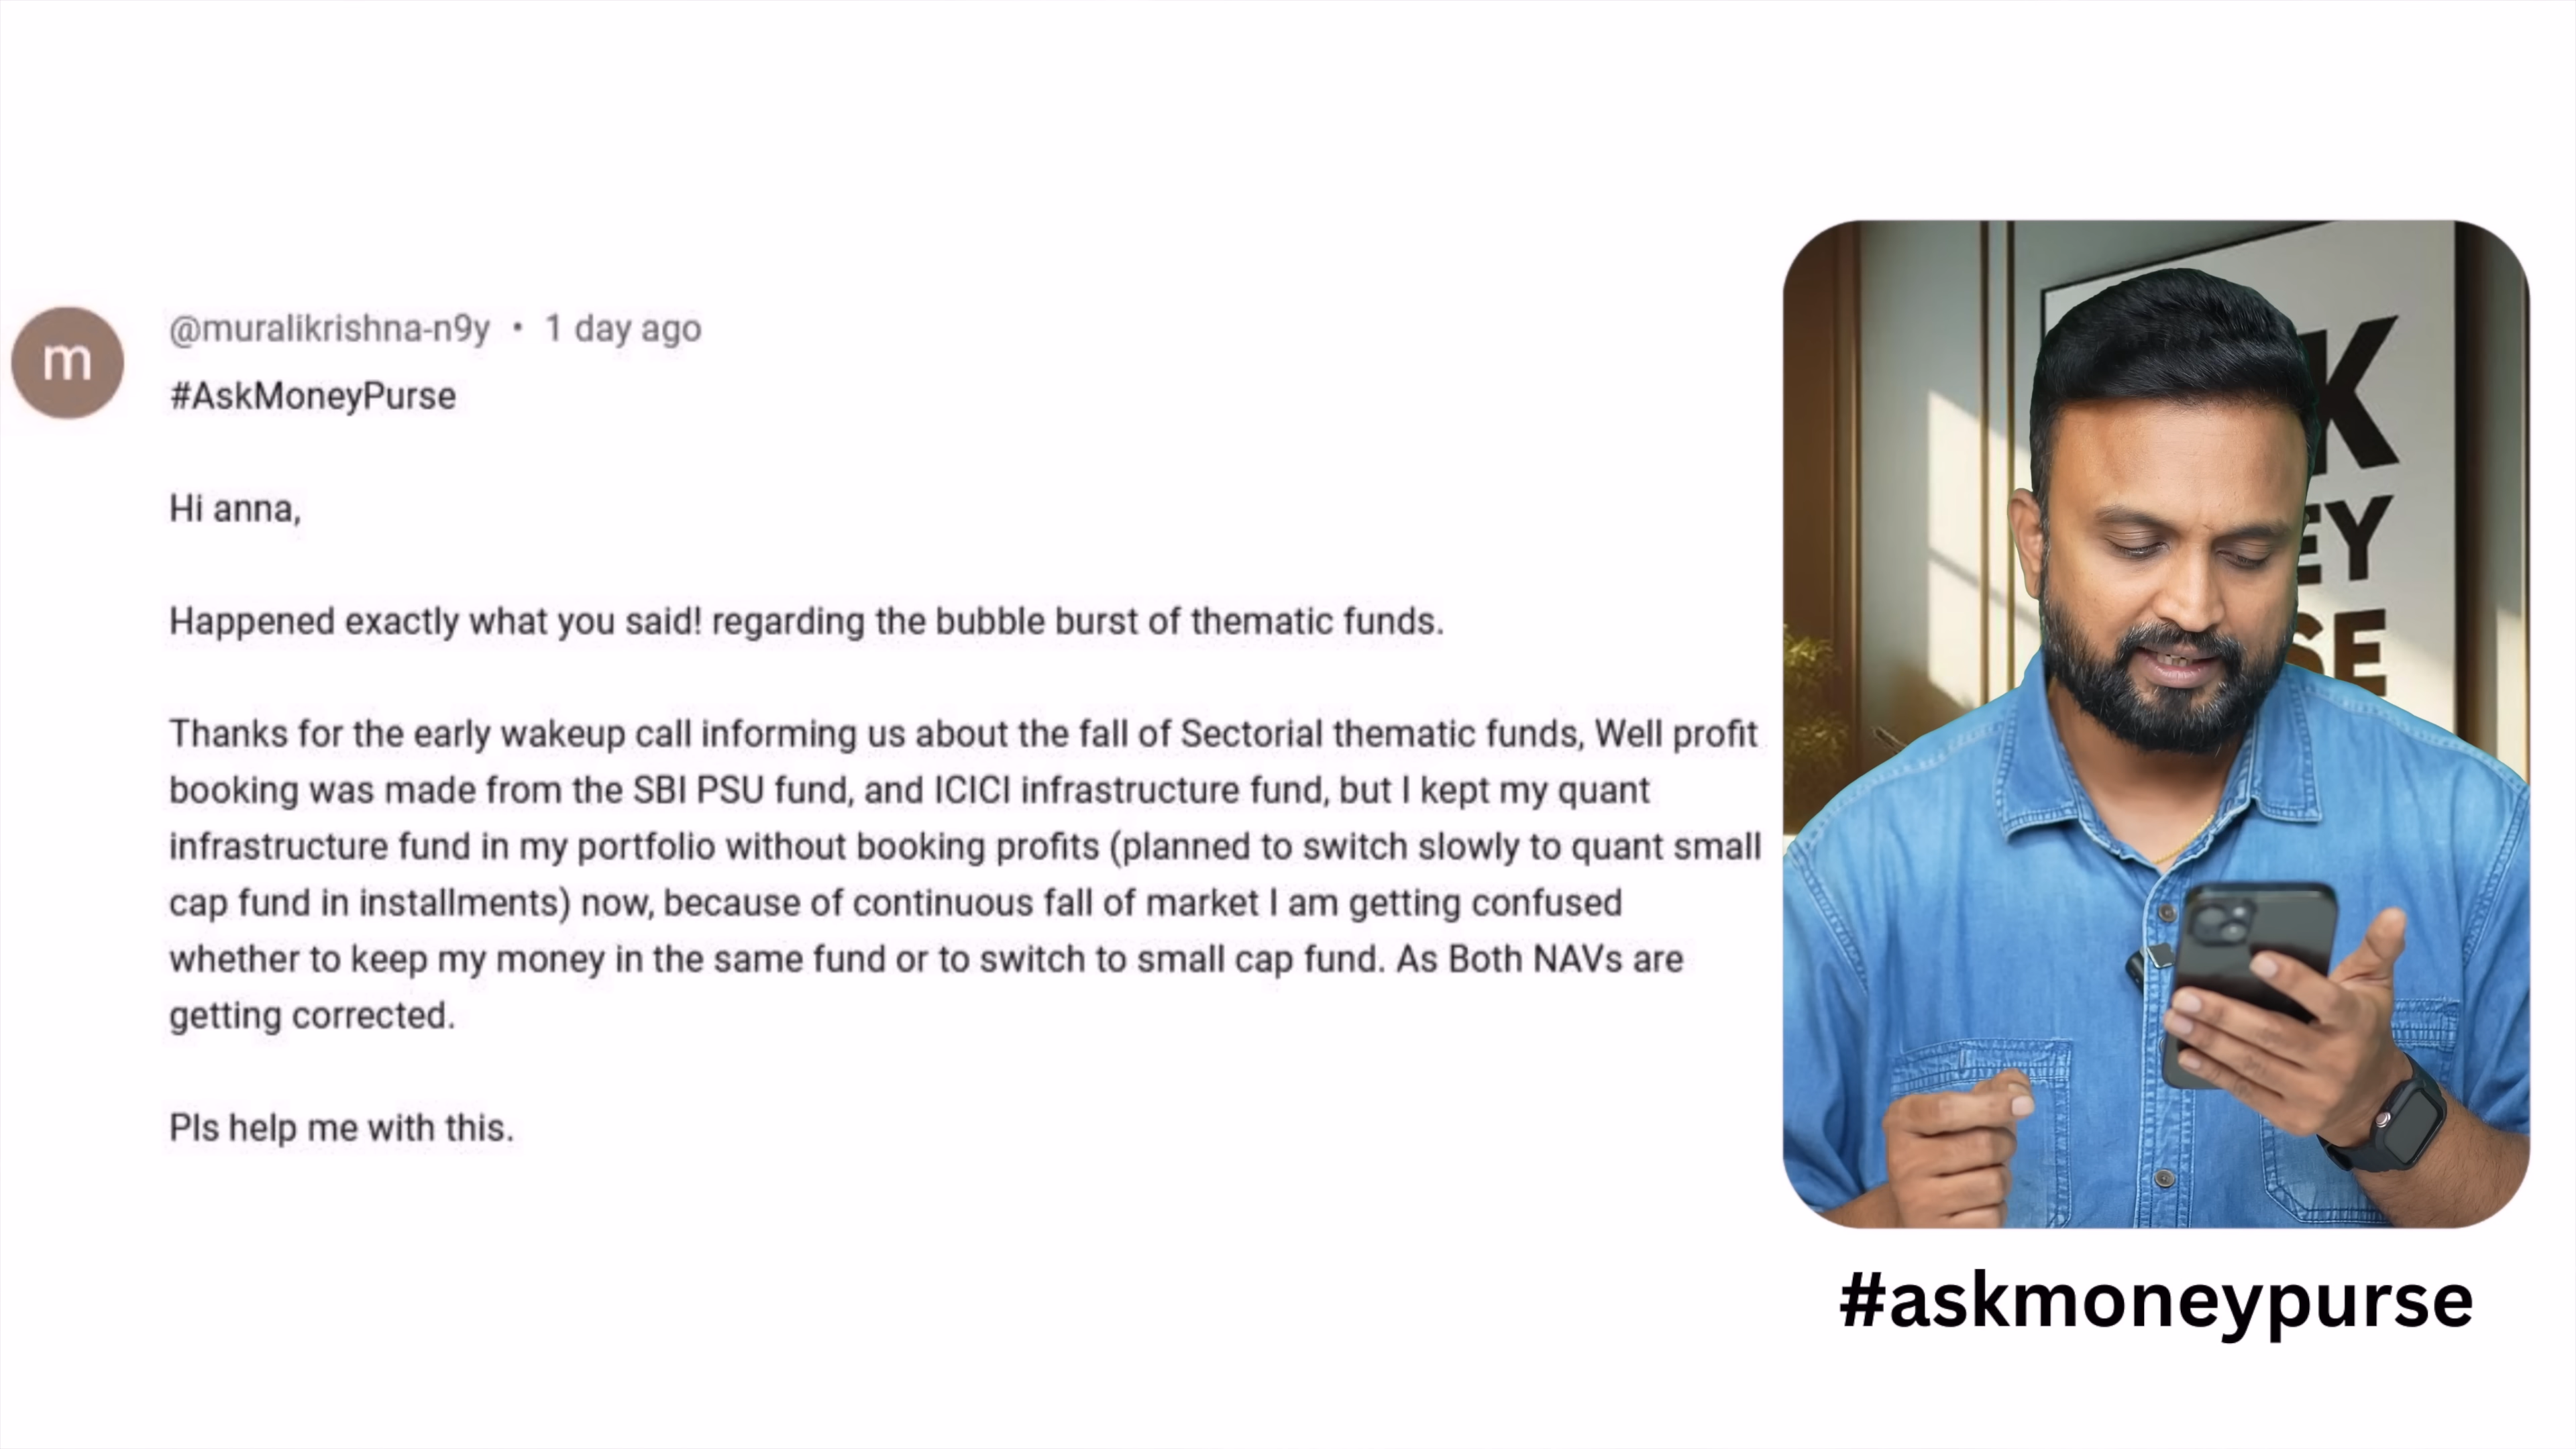 @muralikrishna-n9y • 1 day ago
#AskMoneyPurse
Hi anna,
Happened exactly what you said! regarding the bubble burst of thematic funds.
Thanks for the early wakeup call informing us about the fall of Sectorial thematic funds, Well profit
booking was made from the SBI PSU fund, and ICICI infrastructure fund, but I kept my quant
infrastructure fund in my portfolio without booking profits (planned to switch slowly to quant small
cap fund in installments) now, because of continuous fall of market I am getting confused
whether to keep my money in the same fund or to switch to small cap fund. As Both NAVs are
getting corrected.
Pls help me with this.
m
K
EY
SE
#askmoneypurse